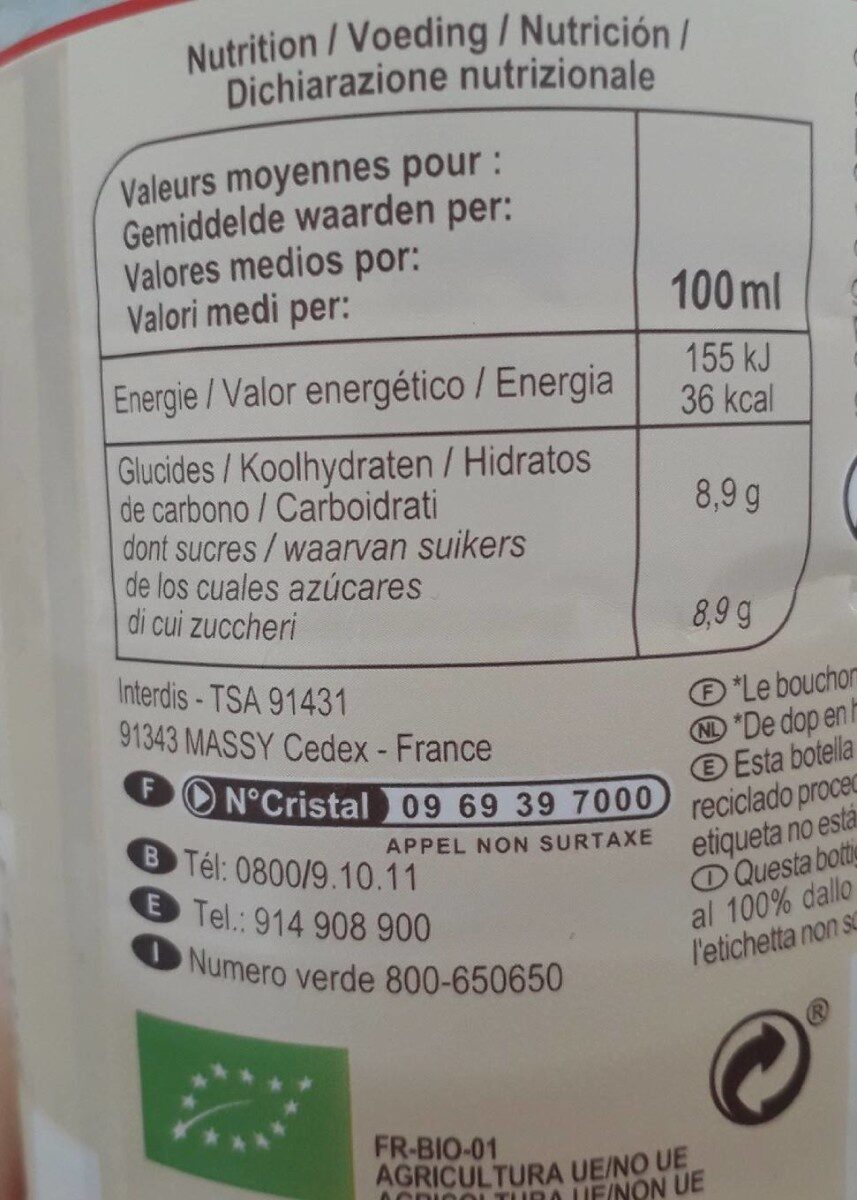 Nutrition / Voeding / Nutrición /
Dichiarazione nutrizionale
Valeurs moyennes pour :
Gemiddelde waarden per:
Valores medios por:
Valori medi per:
100 ml
Energie / Valor energético / Energia
155 kJ
36 kcal
Glucides / Koolhydraten / Hidratos
de carbono / Carboidrati
8,9 g
dont sucres / waarvan suikers
de los cuales azúcares
di cui zuccheri
8,9 g
Interdis - TSA 91431
91343 MASSY Cedex - France
F N°Cristal 09 69 39 7000
APPEL NON SURTAXE
B Tél: 0800/9.10.11
E Tel.: 914 908 900
I Numero verde 800-650650
F *Le bouchon
NL *De dop en
E Esta botella
reciclado
etiqueta no está
I Questa
al 100% dallo
l'etichetta non
®
FR-BIO-01
AGRICULTURA UE/NO UE
AGRICOLTURA UE/NON UE